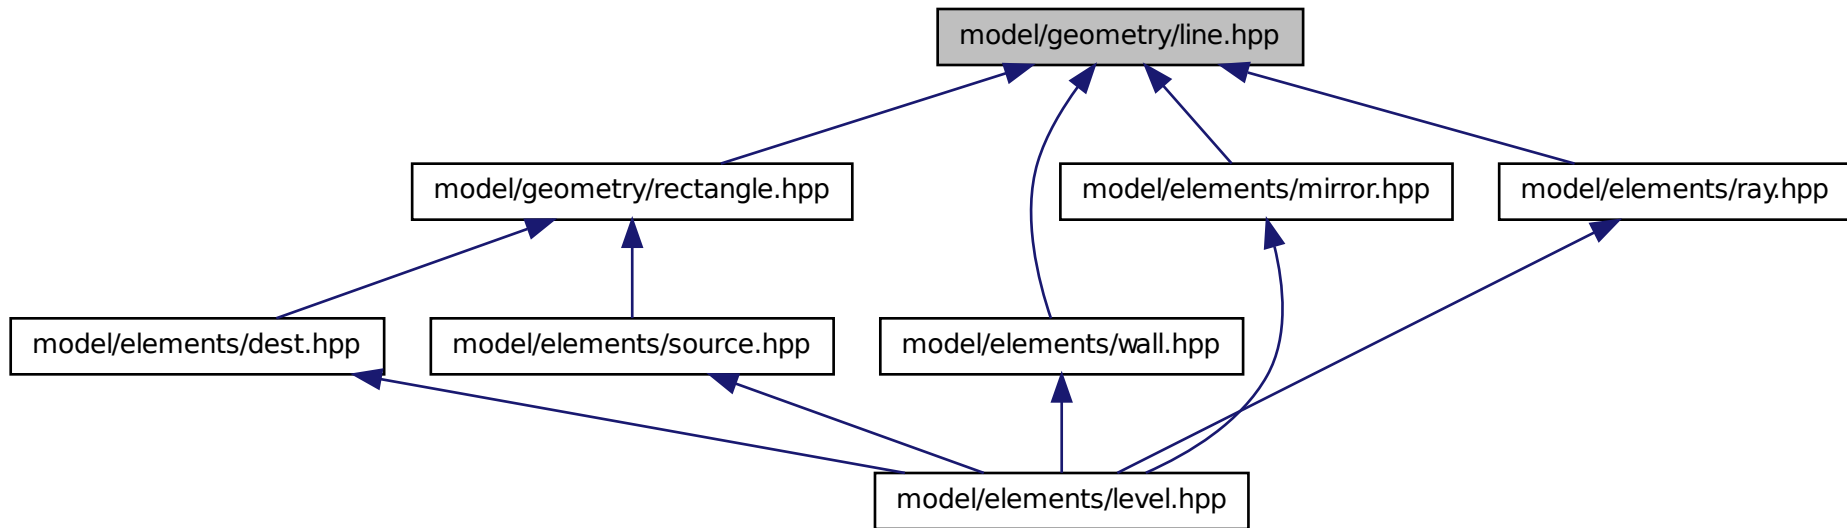 model/geometry/line.hpp
model/geometry/rectangle.hpp
model/elements/mirror.hpp
model/elements/ray.hpp
model/elements/dest.hpp
model/elements/source.hpp
model/elements/wall.hpp
model/elements/level.hpp